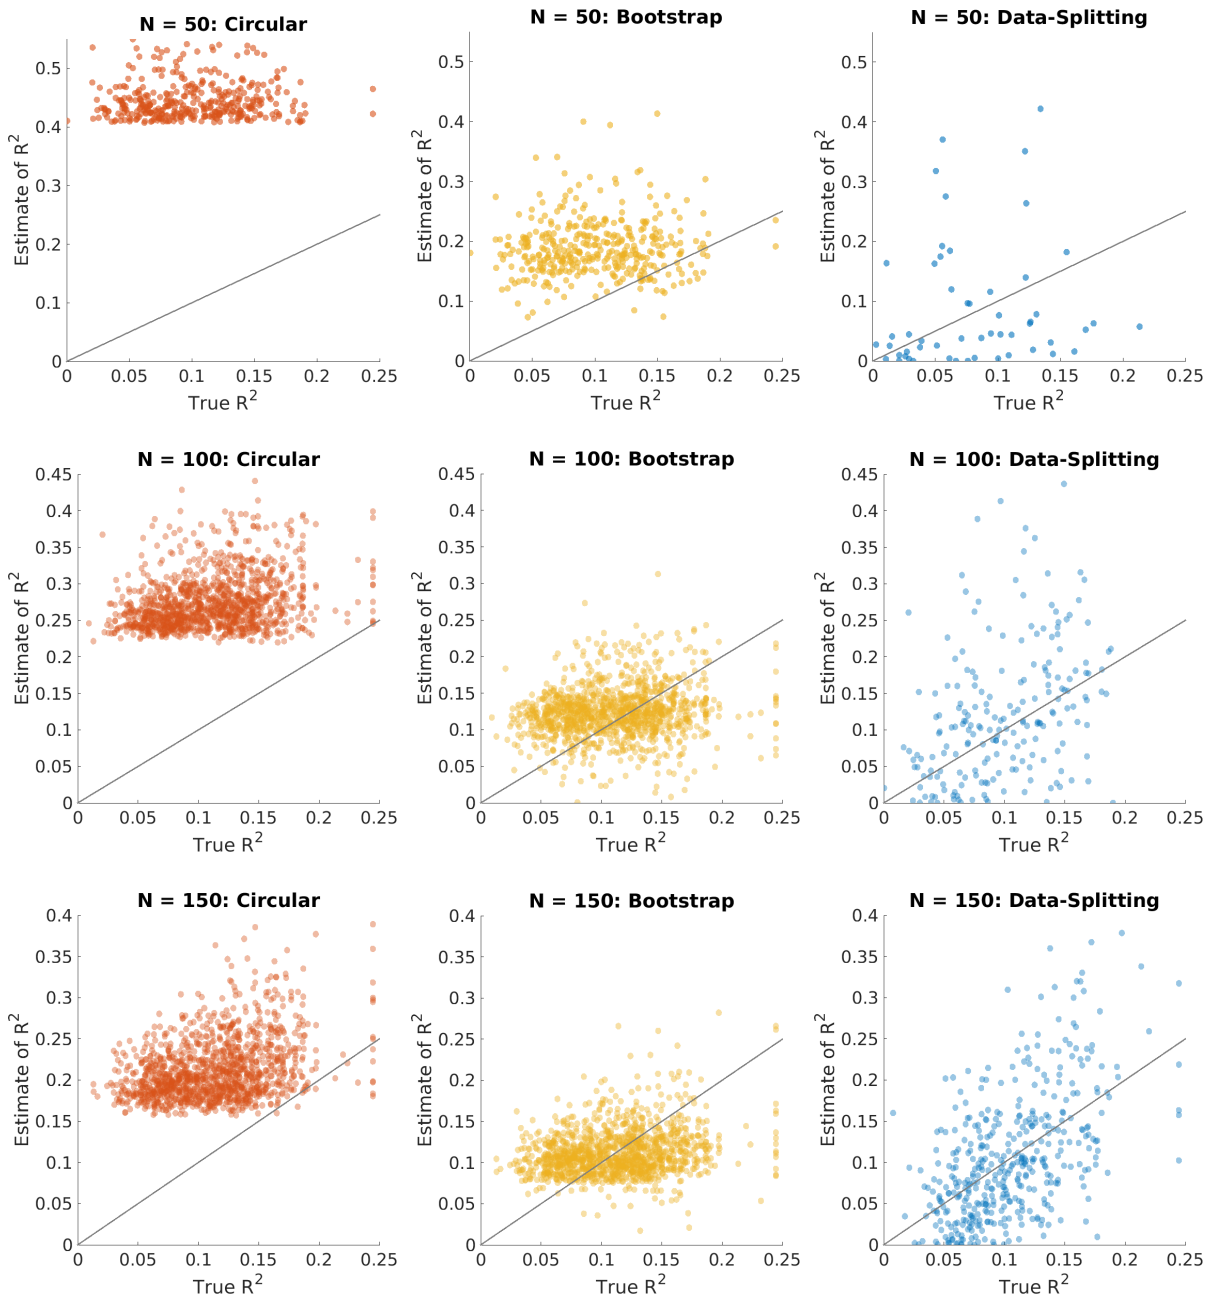 N = 50: Circular
N = 50: Bootstrap
N = 50: Data-Splitting
Estimate of R²
0.5
0.4
0.3
0.2
0.1
0
0 0.05 0.1 0.15 0.2 0.25
True R²
Estimate of R²
0.5
0.4
0.3
0.2
0.1
0
0 0.05 0.1 0.15 0.2 0.25
True R²
Estimate of R²
0.5
0.4
0.3
0.2
0.1
0
0 0.05 0.1 0.15 0.2 0.25
True R²
N = 100: Circular
N = 100: Bootstrap
N = 100: Data-Splitting
Estimate of R²
0.45
0.4
0.35
0.3
0.25
0.2
0.15
0.1
0.05
0
0 0.05 0.1 0.15 0.2 0.25
True R²
Estimate of R²
0.45
0.4
0.35
0.3
0.25
0.2
0.15
0.1
0.05
0
0 0.05 0.1 0.15 0.2 0.25
True R²
Estimate of R²
0.45
0.4
0.35
0.3
0.25
0.2
0.15
0.1
0.05
0
0 0.05 0.1 0.15 0.2 0.25
True R²
N = 150: Circular
N = 150: Bootstrap
N = 150: Data-Splitting
Estimate of R²
0.4
0.35
0.3
0.25
0.2
0.15
0.1
0.05
0
0 0.05 0.1 0.15 0.2 0.25
True R²
Estimate of R²
0.4
0.35
0.3
0.25
0.2
0.15
0.1
0.05
0
0 0.05 0.1 0.15 0.2 0.25
True R²
Estimate of R²
0.4
0.35
0.3
0.25
0.2
0.15
0.1
0.05
0
0 0.05 0.1 0.15 0.2 0.25
True R²